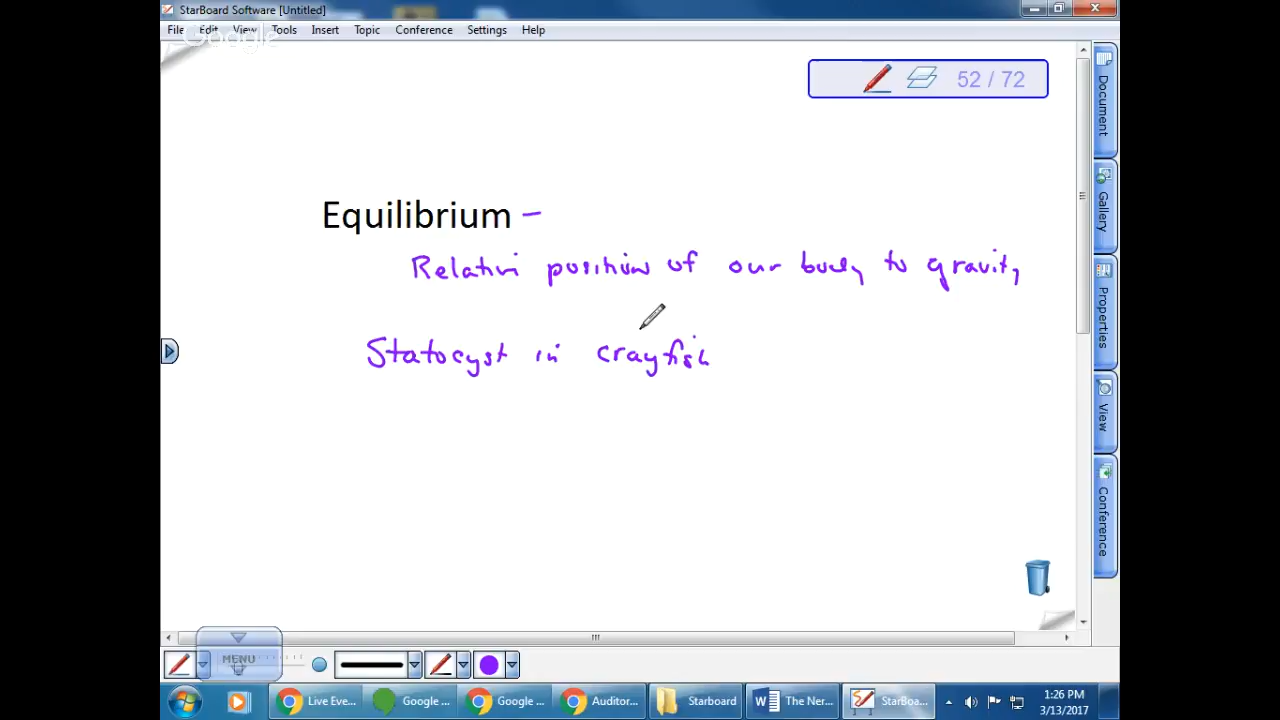 StarBoard Software [Untitled]
File Edit View Tools Insert Topic Conference Settings Help
Google
52 / 72
Document
Gallery
Properties
View
Conference
Equilibrium -
Relativ position of our body to gravity
Statocyst in crayfish
MENU
Live Eve...
Google ...
Google ...
Auditor...
Starboard
The Ner...
StarBoa...
1:26 PM
3/13/2017